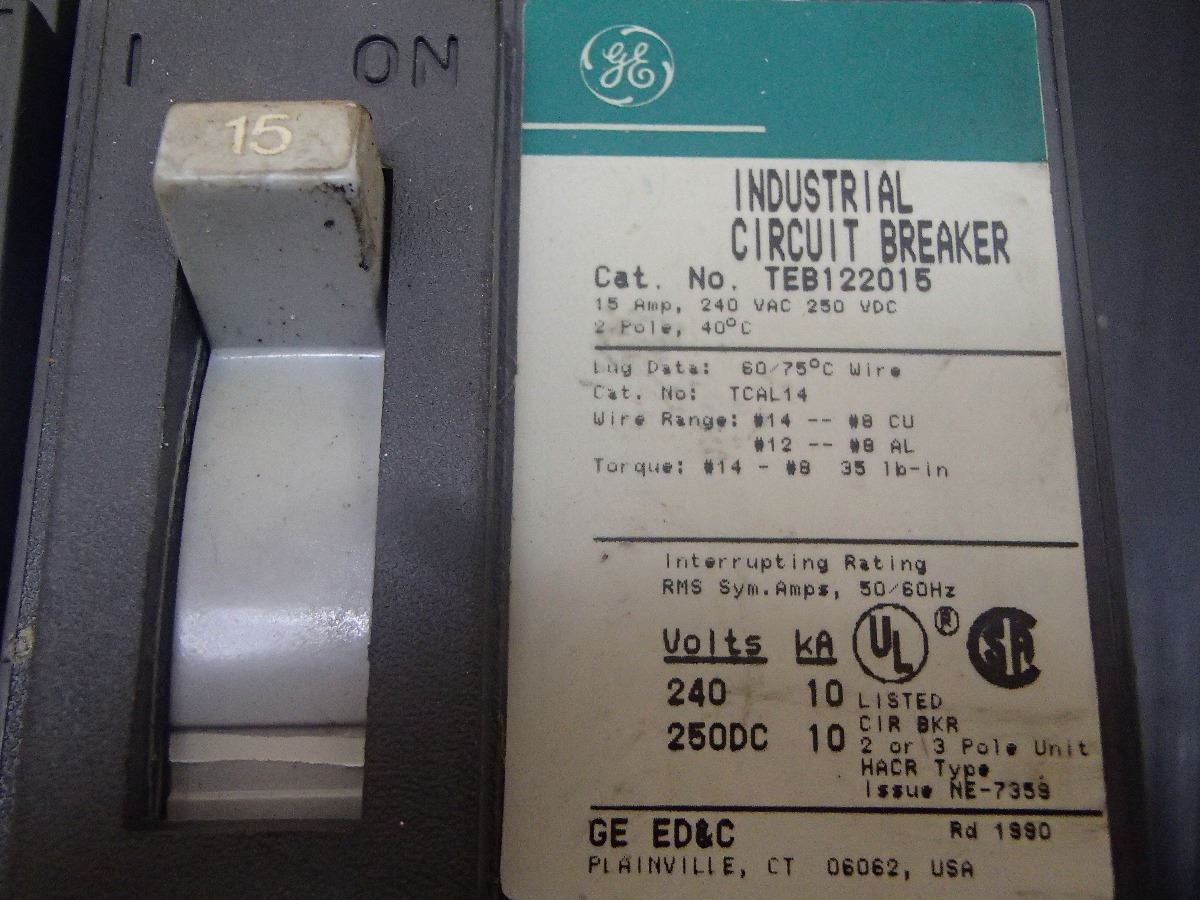 I ON
15
GE
INDUSTRIAL
CIRCUIT BREAKER
Cat. No. TEB122015
15 Amp, 240 VAC 250 VDC
2 Pole, 40°C
Lug Data: 60/75°C Wire
Cat. No: TCAL14
Wire Range: #14 -- #8 CU
#12 -- #8 AL
Torque: #14 - #8 35 lb-in
Interrupting Rating
RMS Sym.Amps, 50/60Hz
Volts kA
240 10
250DC 10
UL ® SA
LISTED
CIR BKR
2 or 3 Pole Unit
HACR Type
Issue NE-7359
GE ED&C Rd 1990
PLAINVILLE, CT 06062, USA